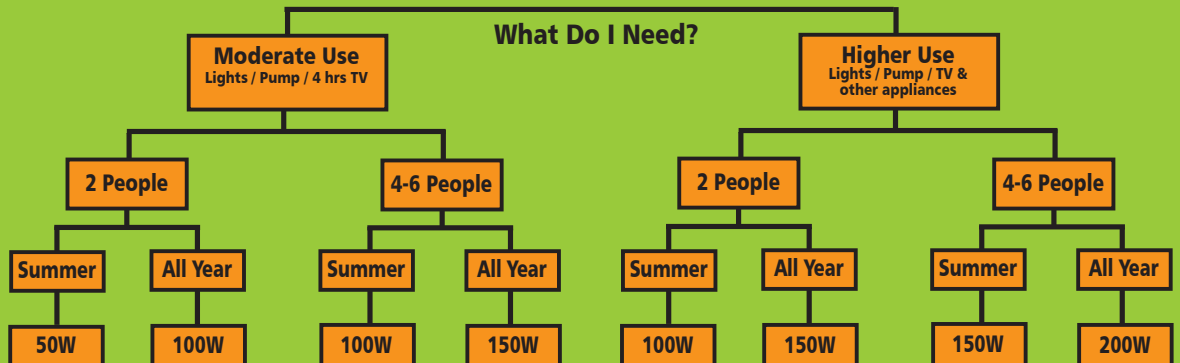 What Do I Need?
Moderate Use
Lights / Pump / 4 hrs TV
Higher Use
Lights / Pump / TV &
other appliances
2 People
4-6 People
2 People
4-6 People
Summer
All Year
Summer
All Year
Summer
All Year
Summer
All Year
50W
100W
100W
150W
100W
150W
150W
200W